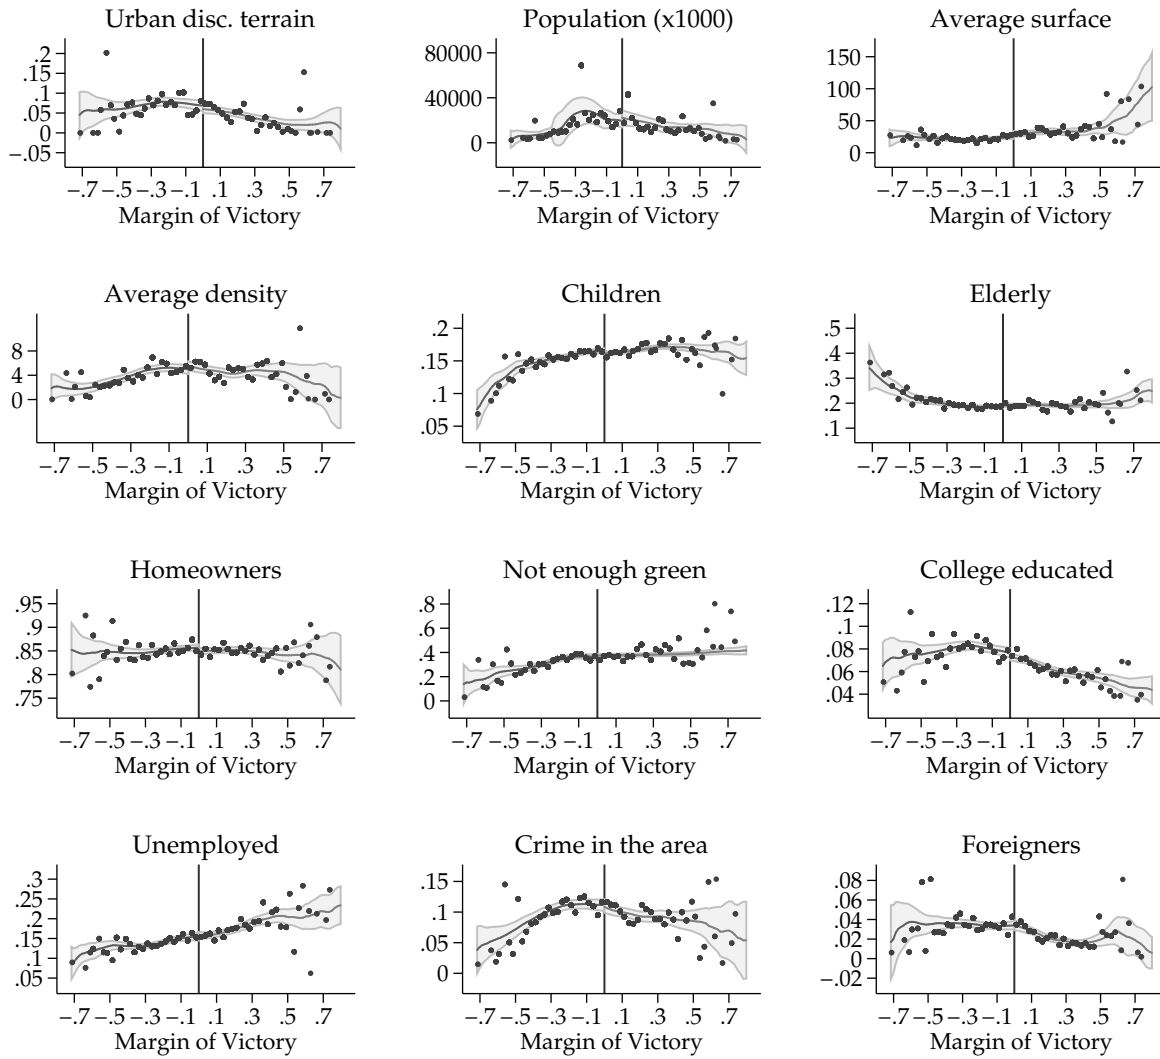 Urban disc. terrain
.2
.15
.1
.05
0
−.05
−.7 −.5 −.3 −.1 .1 .3 .5 .7
Margin of Victory
Population (x1000)
80000
40000
0
−.7 −.5 −.3 −.1 .1 .3 .5 .7
Margin of Victory
Average surface
150
100
50
0
−.7 −.5 −.3 −.1 .1 .3 .5 .7
Margin of Victory
Average density
8
4
0
−.7 −.5 −.3 −.1 .1 .3 .5 .7
Margin of Victory
Children
.2
.15
.1
.05
−.7 −.5 −.3 −.1 .1 .3 .5 .7
Margin of Victory
Elderly
.5
.4
.3
.2
.1
−.7 −.5 −.3 −.1 .1 .3 .5 .7
Margin of Victory
Homeowners
.95
.9
.85
.8
.75
−.7 −.5 −.3 −.1 .1 .3 .5 .7
Margin of Victory
Not enough green
.8
.6
.4
.2
0
−.7 −.5 −.3 −.1 .1 .3 .5 .7
Margin of Victory
College educated
.12
.1
.08
.06
.04
−.7 −.5 −.3 −.1 .1 .3 .5 .7
Margin of Victory
Unemployed
.3
.25
.2
.15
.1
.05
−.7 −.5 −.3 −.1 .1 .3 .5 .7
Margin of Victory
Crime in the area
.15
.1
.05
0
−.7 −.5 −.3 −.1 .1 .3 .5 .7
Margin of Victory
Foreigners
.08
.06
.04
.02
0
−.02
−.7 −.5 −.3 −.1 .1 .3 .5 .7
Margin of Victory